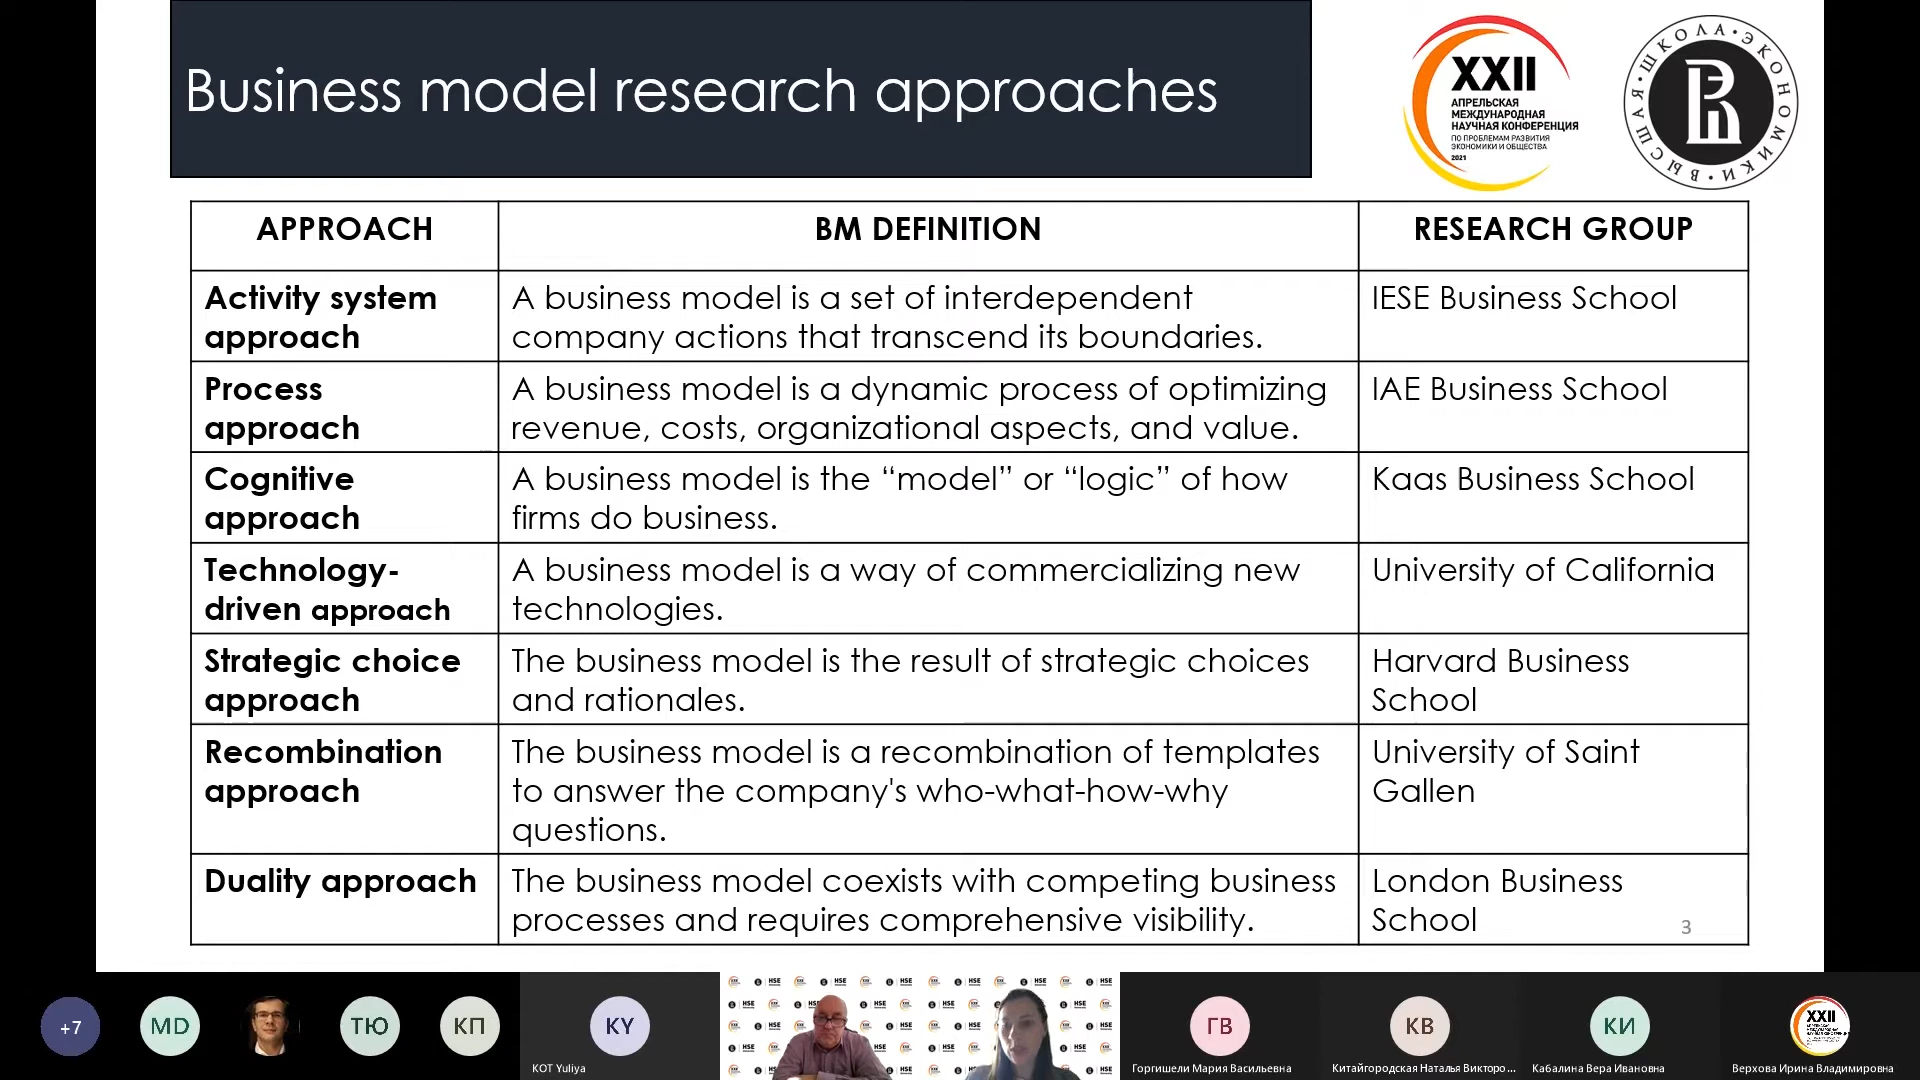 Business model research approaches
XXII
АПРЕЛЬСКАЯ
МЕЖДУНАРОДНАЯ
НАУЧНАЯ КОНФЕРЕНЦИЯ
ПО ПРОБЛЕМАМ РАЗВИТИЯ
ЭКОНОМИКИ И ОБЩЕСТВА
2021
ВЫСШАЯ • ШКОЛА • ЭКОНОМИКИ •
APPROACH
BM DEFINITION
RESEARCH GROUP
Activity system
approach
A business model is a set of interdependent
company actions that transcend its boundaries.
IESE Business School
Process
approach
A business model is a dynamic process of optimizing
revenue, costs, organizational aspects, and value.
IAE Business School
Cognitive
approach
A business model is the “model” or “logic” of how
firms do business.
Kaas Business School
Technology-
driven approach
A business model is a way of commercializing new
technologies.
University of California
Strategic choice
approach
The business model is the result of strategic choices
and rationales.
Harvard Business
School
Recombination
approach
The business model is a recombination of templates
to answer the company's who-what-how-why
questions.
University of Saint
Gallen
Duality approach
The business model coexists with competing business
processes and requires comprehensive visibility.
London Business
School
3
+7
MD
ТЮ
КП
KY
KOT Yuliya
HSE
ГВ
Горгишели Мария Васильевна
КВ
Китайгородская Наталья Викторо ...
КИ
Кабалина Вера Ивановна
XXII
Верхова Ирина Владимировна